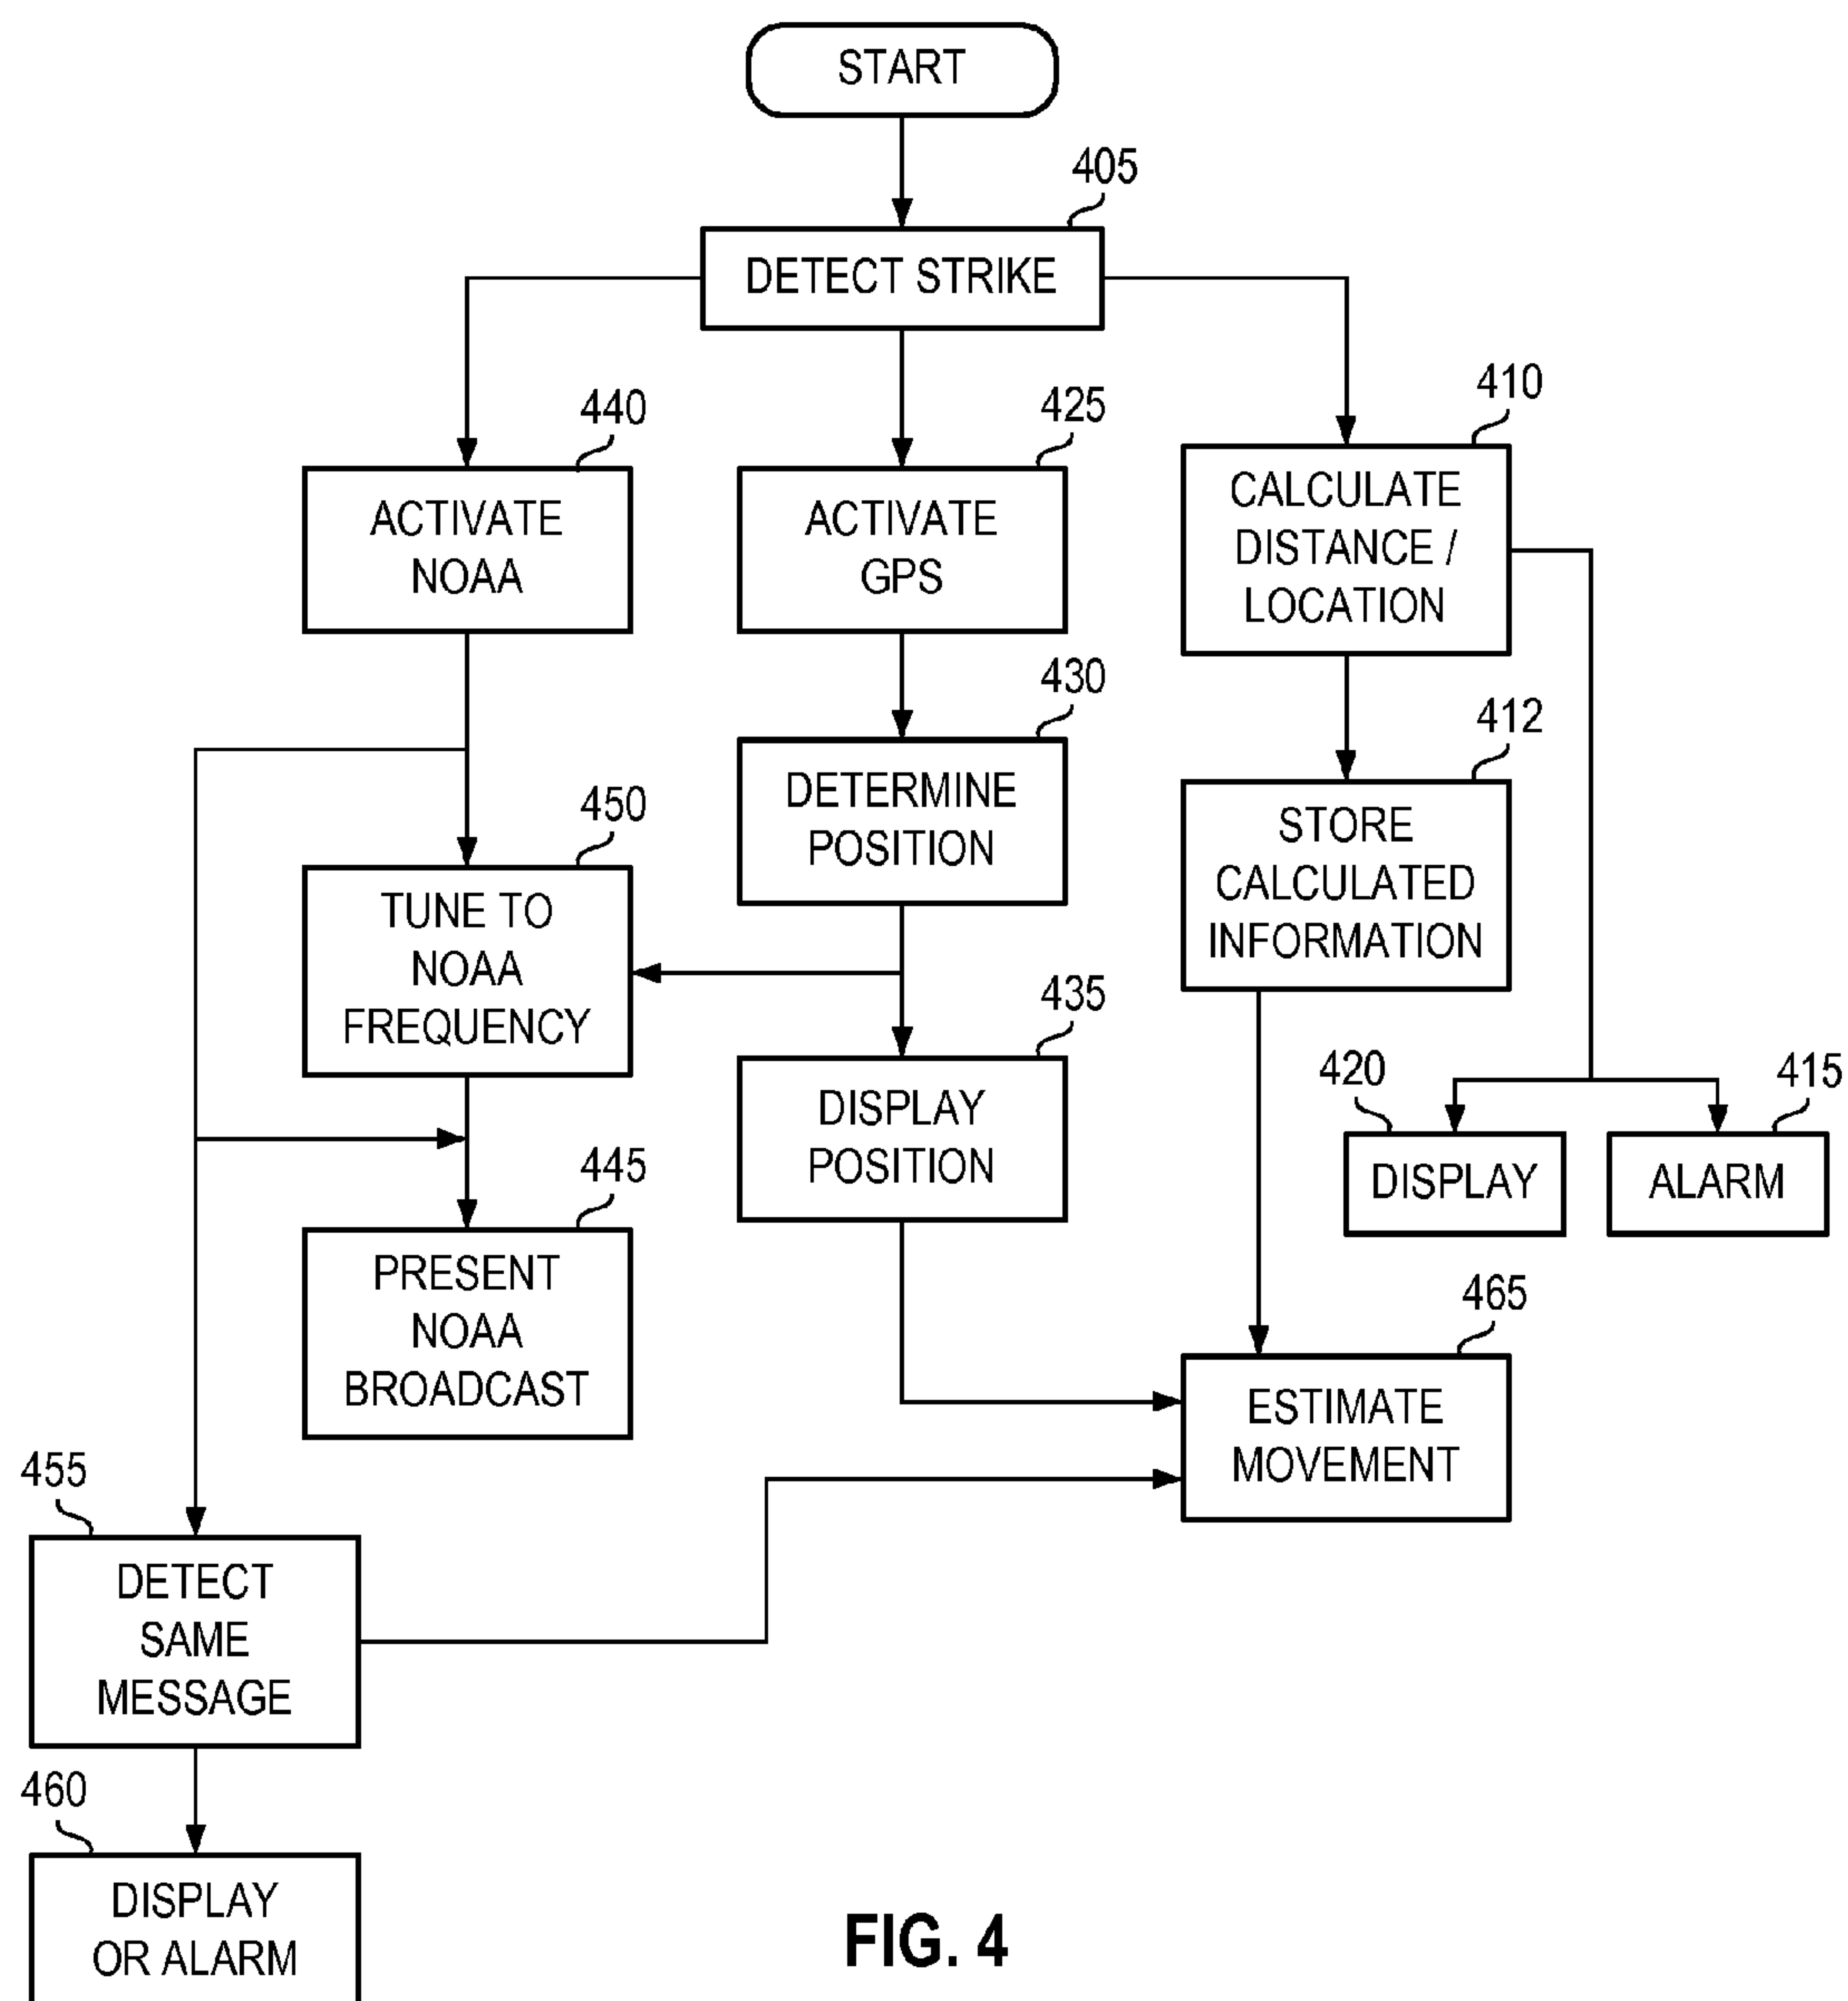 START
405
DETECT STRIKE
440
ACTIVATE
NOAA
425
ACTIVATE
GPS
410
CALCULATE
DISTANCE /
LOCATION
430
DETERMINE
POSITION
412
STORE
CALCULATED
INFORMATION
450
TUNE TO
NOAA
FREQUENCY
435
DISPLAY
POSITION
420
DISPLAY
415
ALARM
445
PRESENT
NOAA
BROADCAST
465
ESTIMATE
MOVEMENT
455
DETECT
SAME
MESSAGE
460
DISPLAY
OR ALARM
FIG. 4